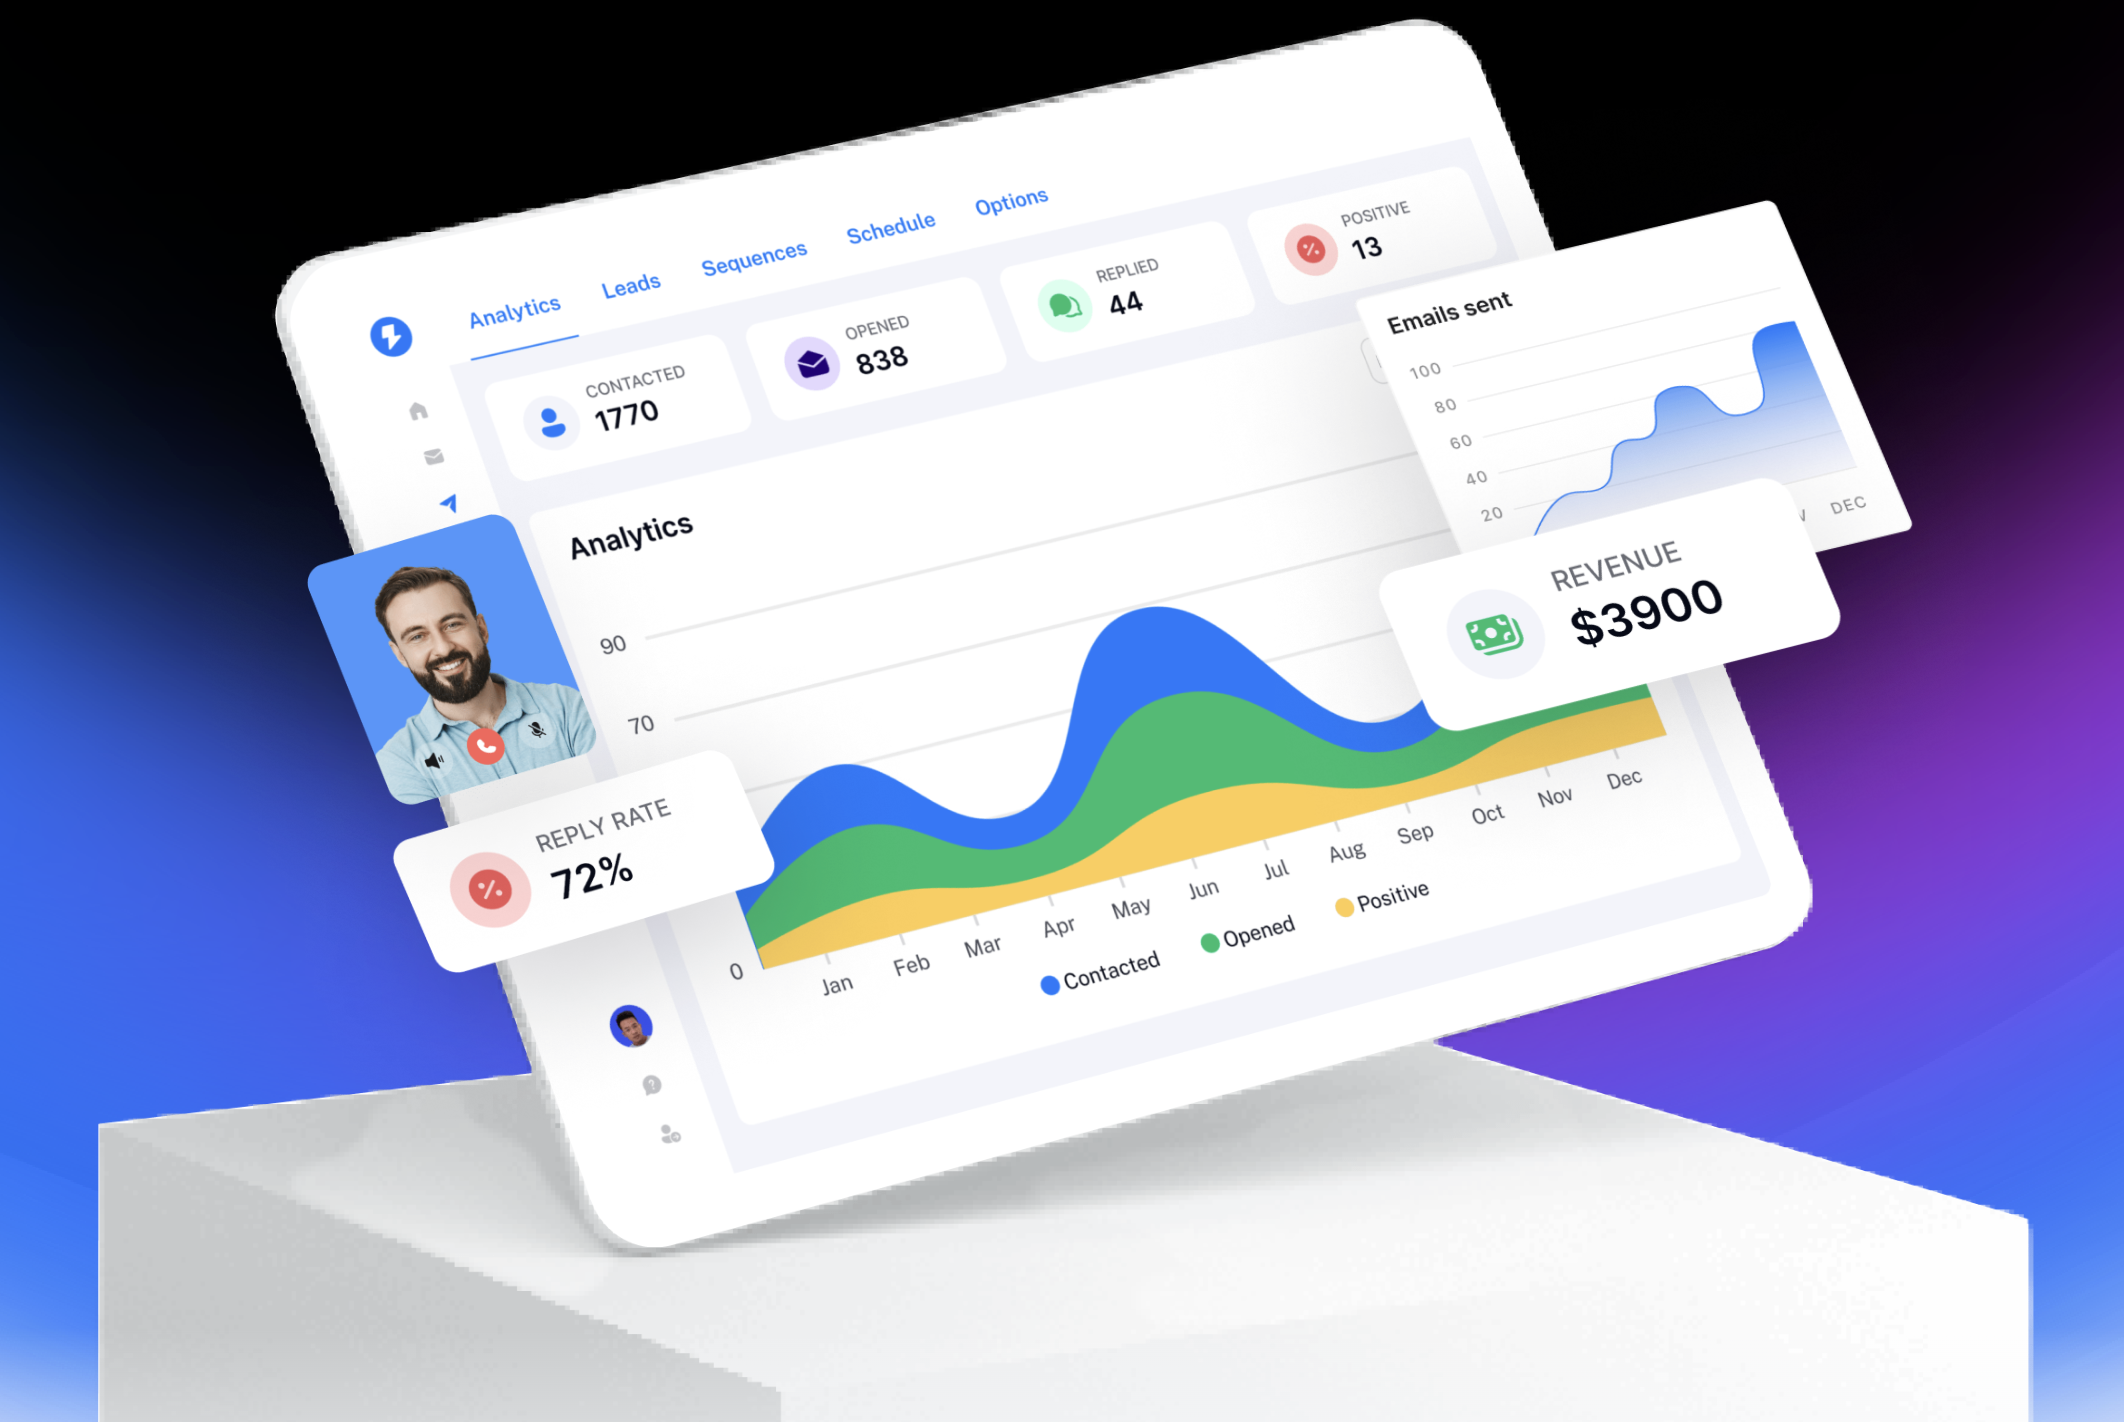 Analytics
Leads
Sequences
Schedule
Options
CONTACTED
1770
OPENED
838
REPLIED
44
POSITIVE
13
Emails sent
100
80
60
40
20
DEC
REVENUE
$3900
Analytics
90
70
0
REPLY RATE
72%
Jan
Feb
Mar
Apr
May
Jun
Jul
Aug
Sep
Oct
Nov
Dec
Contacted
Opened
Positive